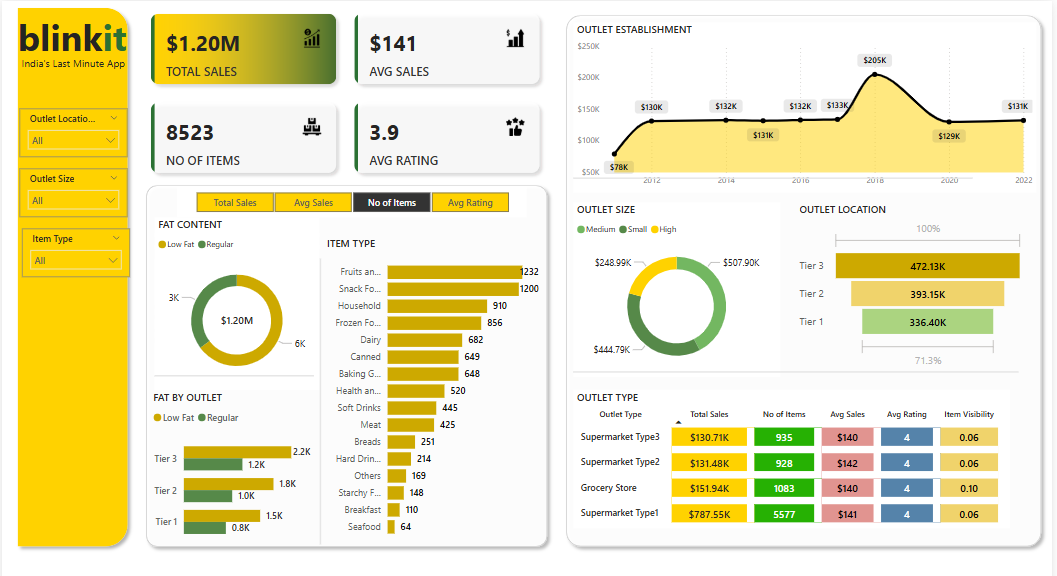 blinkit
India's Last Minute App
Outlet Locatio...
All
Outlet Size
All
Item Type
All
$1.20M
TOTAL SALES
$141
AVG SALES
8523
NO OF ITEMS
3.9
AVG RATING
Total Sales Avg Sales No of Items Avg Rating
FAT CONTENT
Low Fat Regular
3K
$1.20M
6K
FAT BY OUTLET
Low Fat Regular
Tier 3 2.2K
1.2K
Tier 2 1.8K
1.0K
Tier 1 1.5K
0.8K
ITEM TYPE
Fruits an... 1232
Snack Fo... 1200
Household 910
Frozen Fo... 856
Dairy 682
Canned 649
Baking G... 648
Health an... 520
Soft Drinks 445
Meat 425
Breads 251
Hard Drin... 214
Others 169
Starchy F... 148
Breakfast 110
Seafood 64
OUTLET ESTABLISHMENT
$250K
$200K
$150K
$100K
$50K
$78K $130K $132K $131K $132K $133K $205K $129K $131K
2012 2014 2016 2018 2020 2022
OUTLET SIZE
Medium Small High
$248.99K $507.90K
$444.79K
OUTLET LOCATION
100%
Tier 3 472.13K
Tier 2 393.15K
Tier 1 336.40K
71.3%
OUTLET TYPE
Outlet Type Total Sales No of Items Avg Sales Avg Rating Item Visibility
Supermarket Type3 $130.71K 935 $140 4 0.06
Supermarket Type2 $131.48K 928 $142 4 0.06
Grocery Store $151.94K 1083 $140 4 0.10
Supermarket Type1 $787.55K 5577 $141 4 0.06